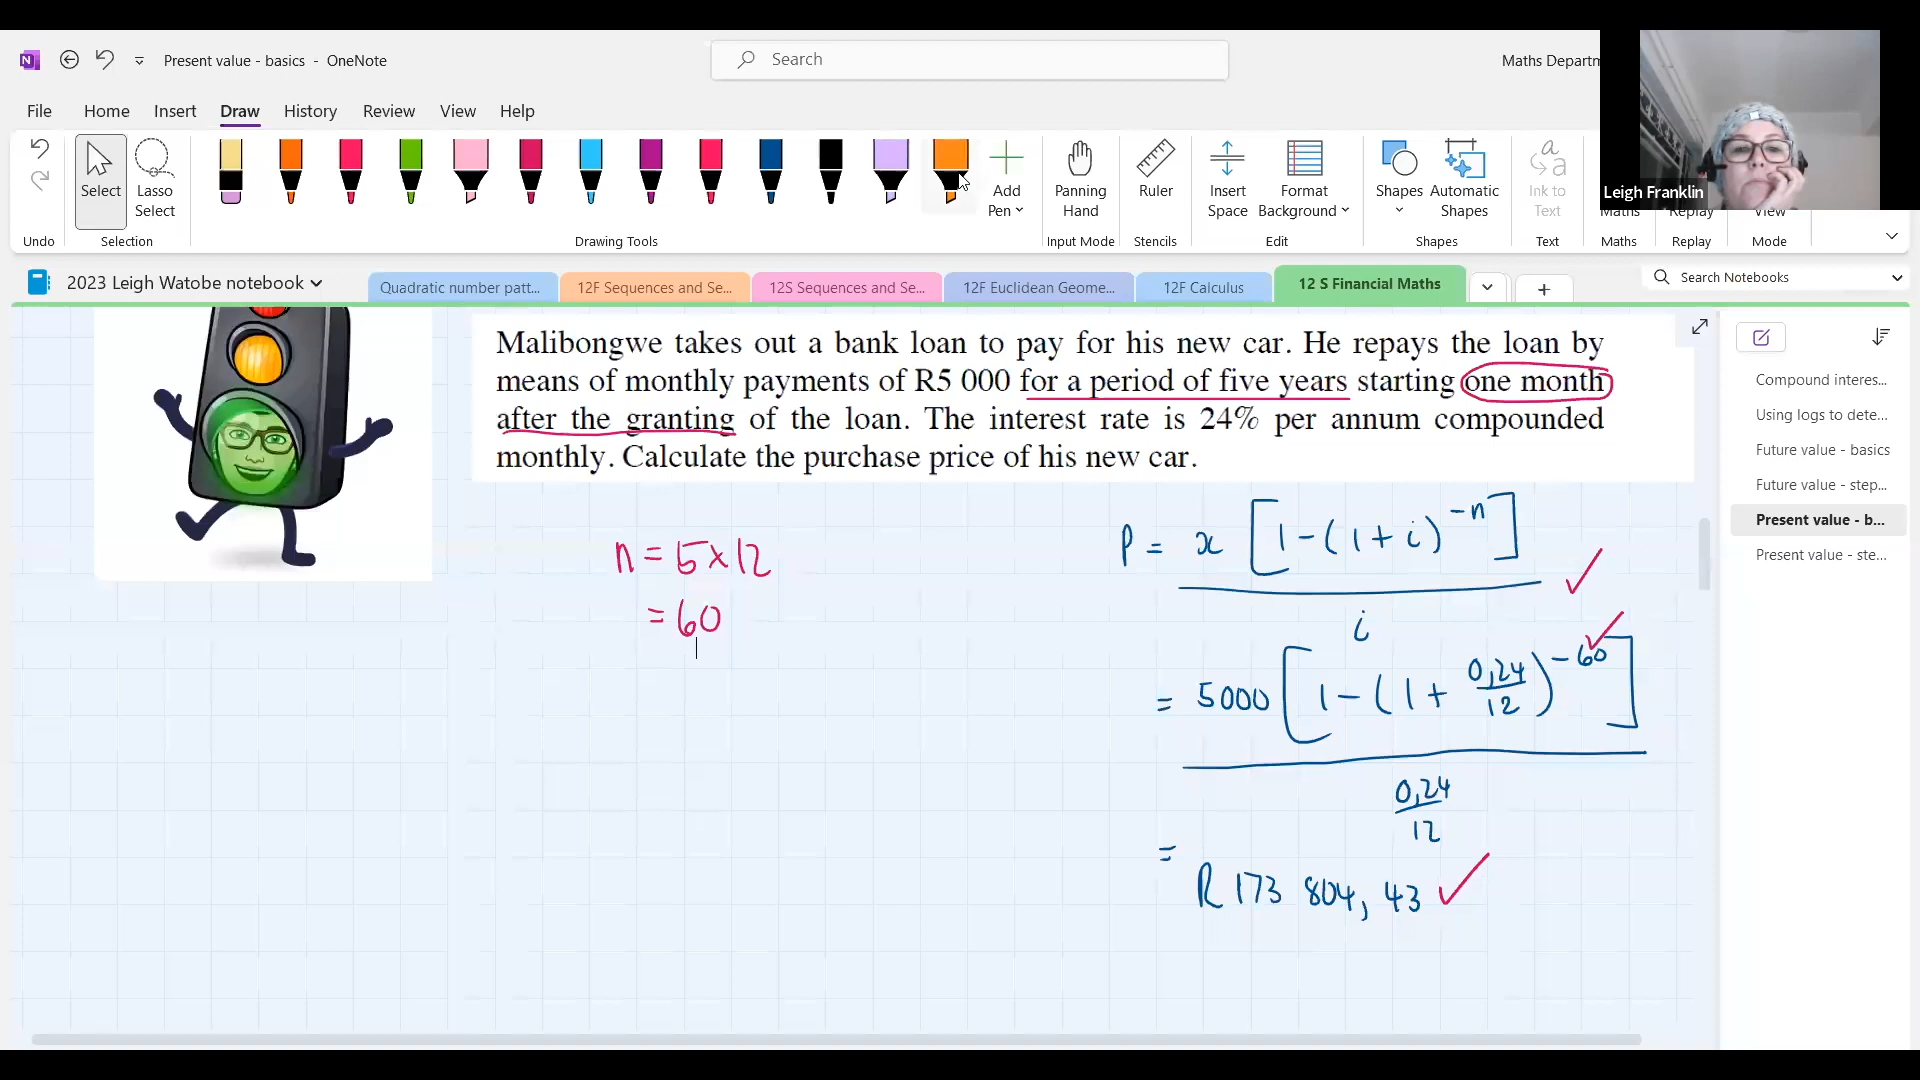 Present value - basics - OneNote
Search
Maths Departm
File Home Insert Draw History Review View Help
Select
Lasso Select
Add Pen
Panning Hand
Ruler
Insert Space
Format Background
Shapes
Automatic Shapes
Ink to Text
Maths
Replay
View
Leigh Franklin
Undo Selection Drawing Tools Input Mode Stencils Edit Shapes Text Maths Replay Mode
2023 Leigh Watobe notebook
Quadratic number patt...
12F Sequences and Se...
12S Sequences and Se...
12F Euclidean Geome...
12F Calculus
12 S Financial Maths
Search Notebooks
Malibongwe takes out a bank loan to pay for his new car. He repays the loan by
means of monthly payments of R5 000 for a period of five years starting one month
after the granting of the loan. The interest rate is 24% per annum compounded
monthly. Calculate the purchase price of his new car.
n = 5 x 12
= 60
P = x [1 - (1 + i)^-n]
i
= 5000 [1 - (1 + 0,24/12)^-60]
0,24
12
=
R 173 804, 43
Compound interes...
Using logs to dete...
Future value - basics
Future value - step...
Present value - b...
Present value - ste...